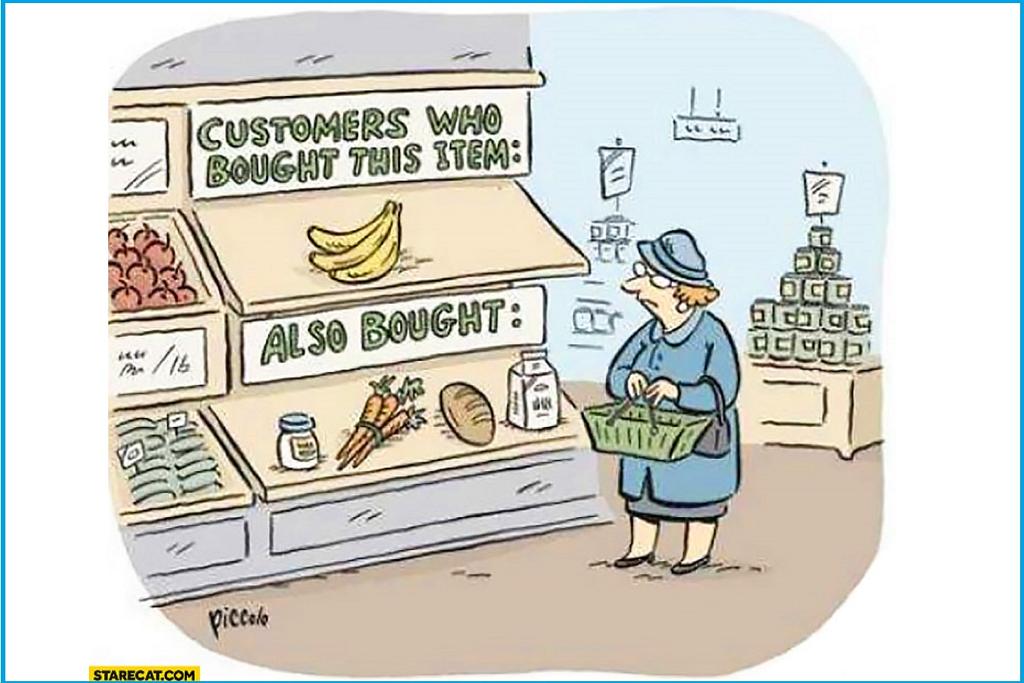 CUSTOMERS WHO
BOUGHT THIS ITEM:
ALSO BOUGHT:
/lb
piccolo
STARECAT.COM